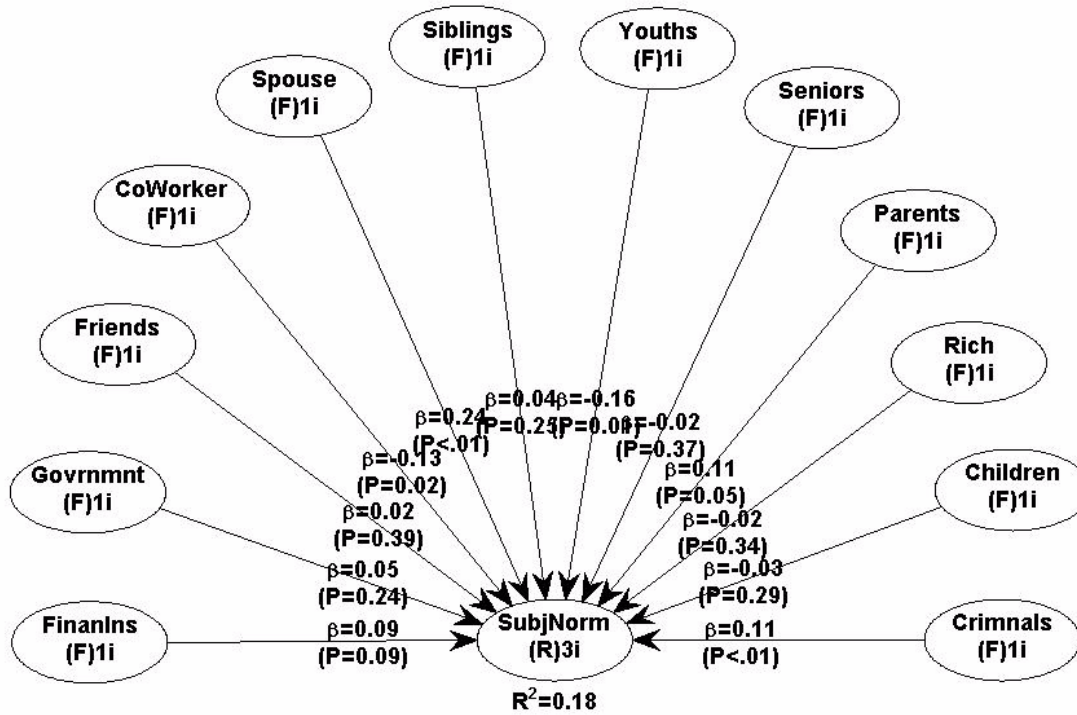 Siblings
(F)1i
Youths
(F)1i
Spouse
(F)1i
Seniors
(F)1i
CoWorker
(F)1i
Parents
(F)1i
Friends
(F)1i
Rich
(F)1i
Govrnmnt
(F)1i
Children
(F)1i
FinanIns
(F)1i
Crimnals
(F)1i
β=0.04
(P=0.25)
β=-0.16
(P=0.01)
β=0.24
(P<.01)
β=-0.02
(P=0.37)
β=-0.13
(P=0.02)
β=0.11
(P=0.05)
β=0.02
(P=0.39)
β=-0.02
(P=0.34)
β=0.05
(P=0.24)
β=-0.03
(P=0.29)
β=0.09
(P=0.09)
β=0.11
(P<.01)
SubjNorm
(R)3i
R²=0.18